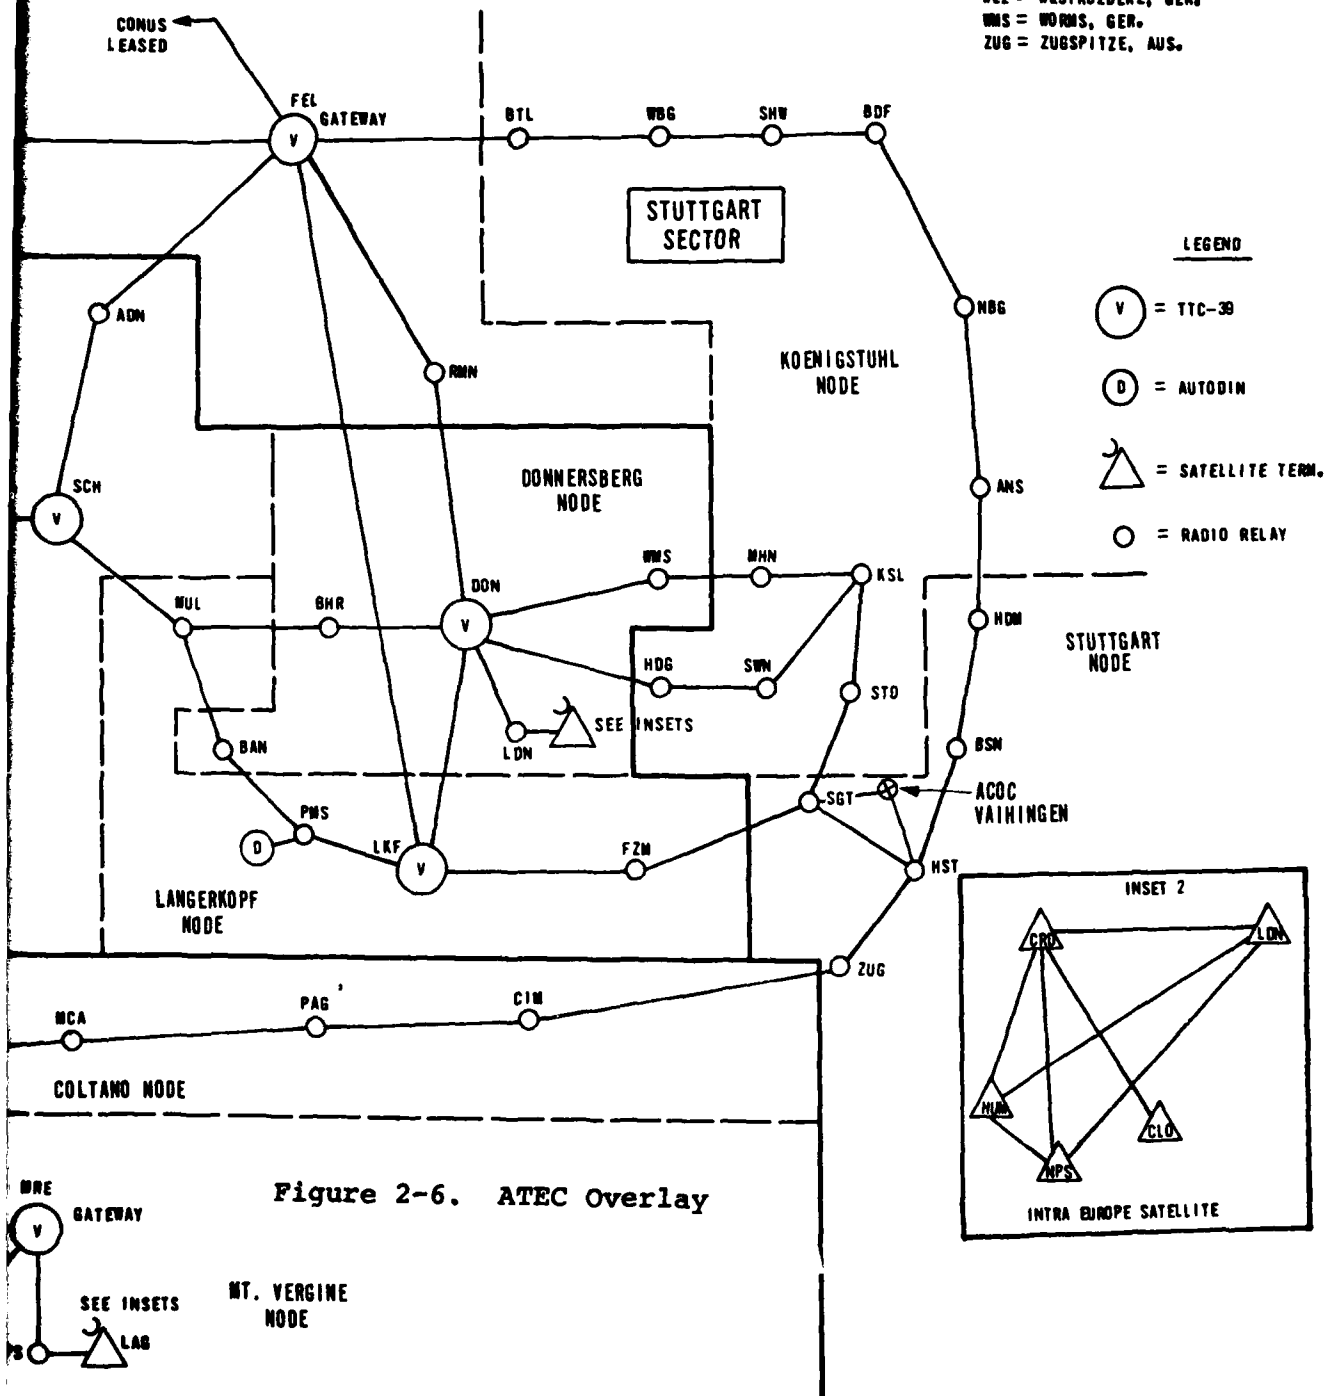 WMS = WORMS, GER.
ZUG = ZUGSPITZE, AUS.
CONUS
LEASED
FEL
GATEWAY
V
BTL
WBG
SHW
BDF
STUTTGART
SECTOR
LEGEND
V = TTC-39
D = AUTODIN
= SATELLITE TERM.
= RADIO RELAY
ADN
RMN
NBG
KOENIGSTUHL
NODE
SCH
V
DONNERSBERG
NODE
ANS
WMS
MHN
KSL
MUL
BHR
DON
V
HDM
STUTTGART
NODE
HDG
SWN
STO
SEE INSETS
LDN
BAN
BSN
SGT
ACOC
VAIHINGEN
PMS
D
LKF
V
FZM
HST
LANGERKOPF
NODE
INSET 2
CRO
LDN
HUM
CLO
NPS
INTRA EUROPE SATELLITE
ZUG
MCA
PAG
CIM
COLTANO NODE
Figure 2-6. ATEC Overlay
MRE
GATEWAY
V
MT. VERGINE
NODE
SEE INSETS
LAG
S